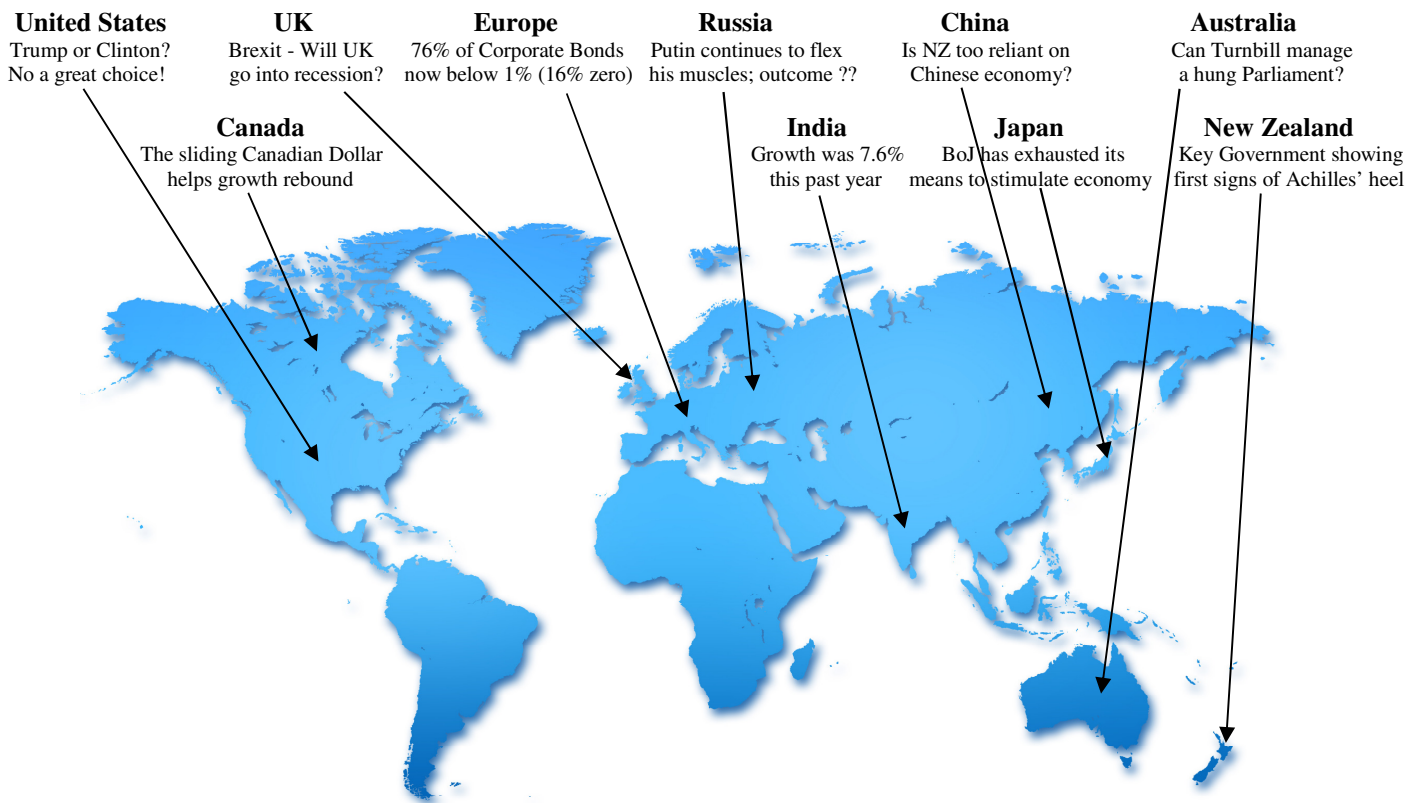 United States
Trump or Clinton?
No a great choice!
UK
Brexit - Will UK
go into recession?
Europe
76% of Corporate Bonds
now below 1% (16% zero)
Russia
Putin continues to flex
his muscles; outcome ??
China
Is NZ too reliant on
Chinese economy?
Australia
Can Turnbill manage
a hung Parliament?
Canada
The sliding Canadian Dollar
helps growth rebound
India
Growth was 7.6%
this past year
Japan
BoJ has exhausted its
means to stimulate economy
New Zealand
Key Government showing
first signs of Achilles’ heel